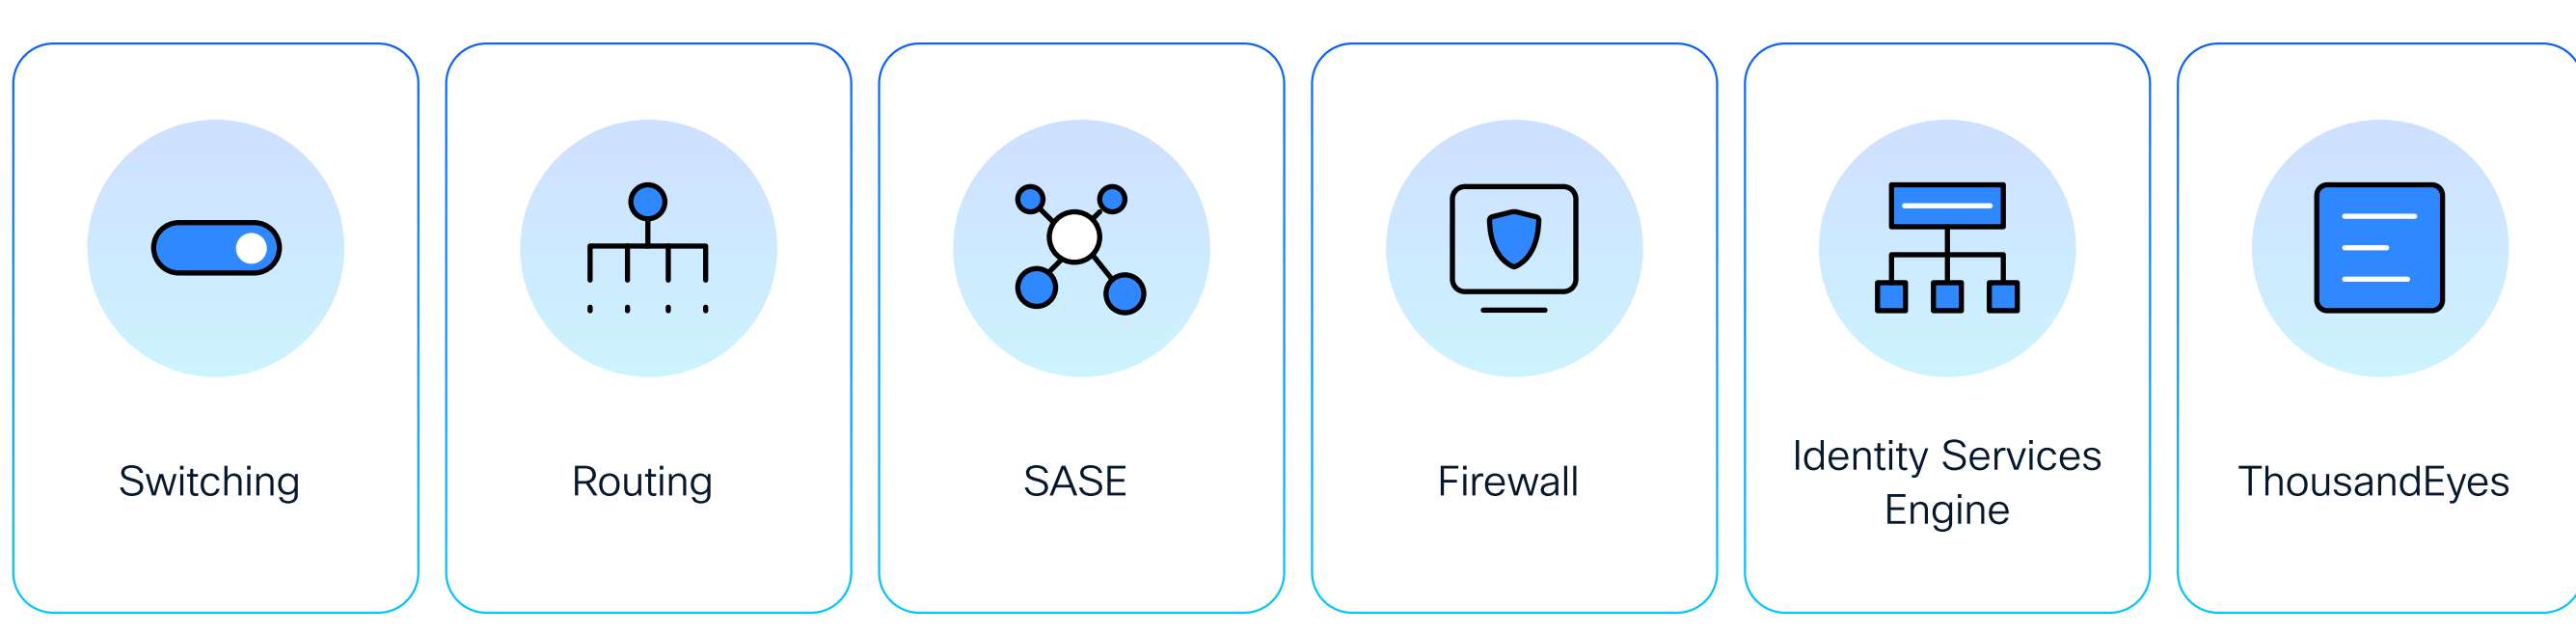 Switching
Routing
SASE
Firewall
Identity Services
Engine
ThousandEyes